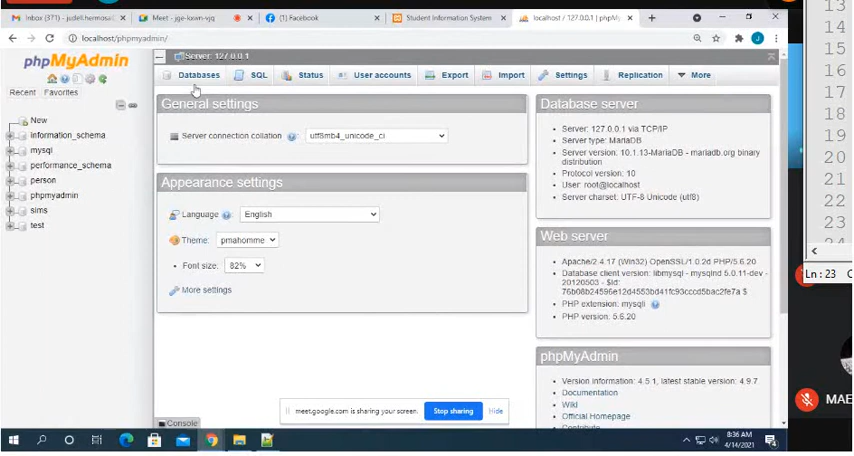 Inbox (71) - judell.hermosa
Meet - jge-kxwn-vjq
(1) Facebook
Student Information System
localhost / 127.0.0.1 | phpM
localhost/phpmyadmin/
phpMyAdmin
Recent Favorites
New
information_schema
mysql
performance_schema
person
phpmyadmin
sims
test
Server: 127.0.0.1
Databases SQL Status User accounts Export Import Settings Replication More
General settings
Server connection collation utf8mb4_unicode_ci
Appearance settings
Language English
Theme: pmahomme
Font size: 82%
More settings
Database server
Server: 127.0.0.1 via TCP/IP
Server type: MariaDB
Server version: 10.1.13-MariaDB - mariadb.org binary
distribution
Protocol version: 10
User: root@localhost
Server charset: UTF-8 Unicode (utf8)
Web server
Apache/2.4.17 (Win32) OpenSSL/1.0.2d PHP/5.6.20
Database client version: libmysql - mysqlnd 5.0.11-dev -
20120503 - $Id:
76b08b24596e12d4553bd41fc93cccd5bac2fe7a $
PHP extension: mysqli
PHP version: 5.6.20
phpMyAdmin
Version information: 4.5.1, latest stable version: 4.9.7
Documentation
Wiki
Official Homepage
Contribute
Console
meet.google.com is sharing your screen. Stop sharing Hide
8:36 AM
4/14/2021
13
14
15
16
17
18
19
20
21
22
23
Ln : 23
MAE